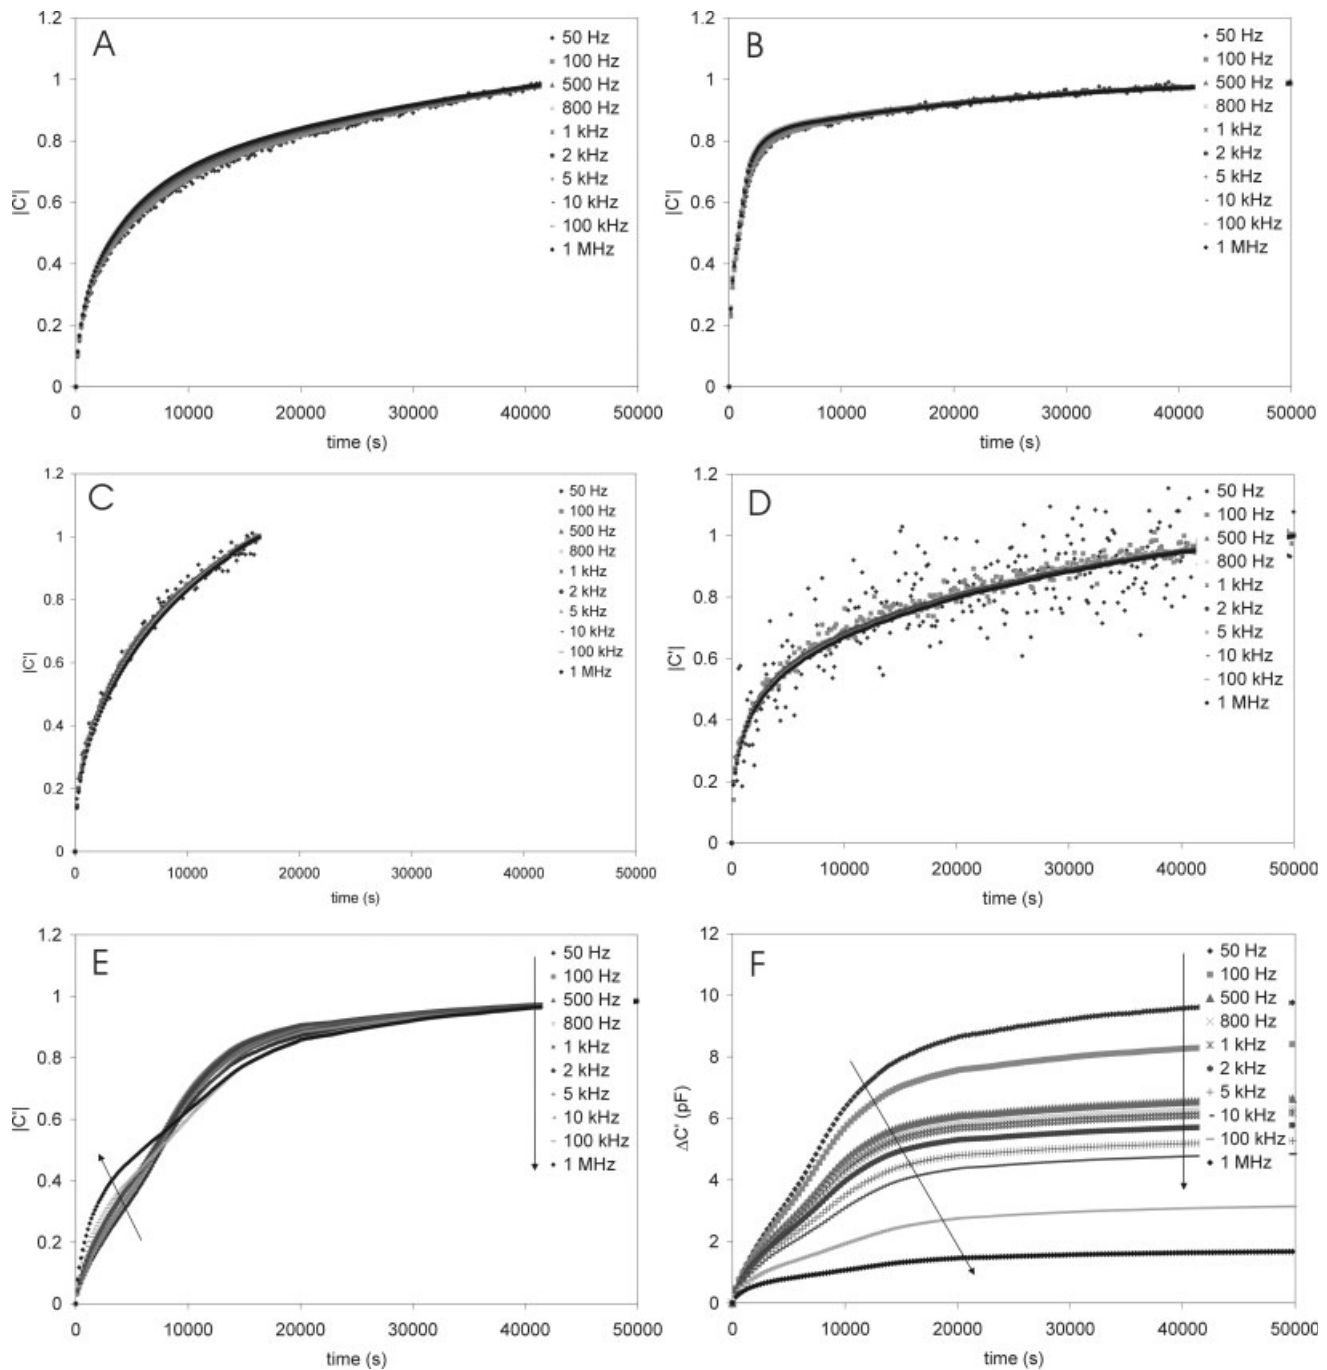 A
1.2
1
0.8
0.6
0.4
0.2
0
|C'|
0 10000 20000 30000 40000 50000
time (s)
50 Hz
100 Hz
500 Hz
800 Hz
1 kHz
2 kHz
5 kHz
10 kHz
100 kHz
1 MHz
B
1.2
1
0.8
0.6
0.4
0.2
0
|C'|
0 10000 20000 30000 40000 50000
time (s)
50 Hz
100 Hz
500 Hz
800 Hz
1 kHz
2 kHz
5 kHz
10 kHz
100 kHz
1 MHz
C
1.2
1
0.8
0.6
0.4
0.2
0
|C'|
0 10000 20000 30000 40000 50000
time (s)
50 Hz
100 Hz
500 Hz
800 Hz
1 kHz
2 kHz
5 kHz
10 kHz
100 kHz
1 MHz
D
1.2
1
0.8
0.6
0.4
0.2
0
|C'|
0 10000 20000 30000 40000 50000
time (s)
50 Hz
100 Hz
500 Hz
800 Hz
1 kHz
2 kHz
5 kHz
10 kHz
100 kHz
1 MHz
E
1.2
1
0.8
0.6
0.4
0.2
0
|C'|
0 10000 20000 30000 40000 50000
time (s)
50 Hz
100 Hz
500 Hz
800 Hz
1 kHz
2 kHz
5 kHz
10 kHz
100 kHz
1 MHz
F
12
10
8
6
4
2
0
ΔC' (pF)
0 10000 20000 30000 40000 50000
time (s)
50 Hz
100 Hz
500 Hz
800 Hz
1 kHz
2 kHz
5 kHz
10 kHz
100 kHz
1 MHz